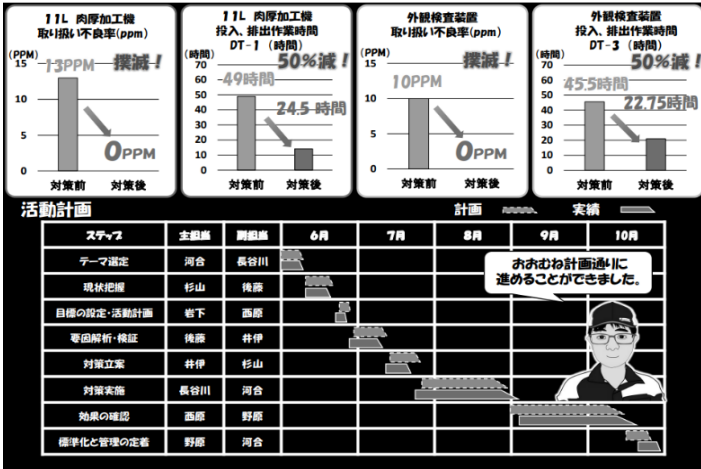 11L 肉厚加工機
取り扱い不良率(ppm)
(PPM)
15
10
5
0
13PPM
撲滅！
0PPM
対策前 対策後
11L 肉厚加工機
投入、排出作業時間
DT-1 (時間)
(時間)
70
60
50
40
30
20
10
0
50%減！
49時間
24.5 時間
対策前 対策後
外観検査装置
取り扱い不良率(ppm)
(PPM)
15
10
5
0
撲滅！
10PPM
0PPM
対策前 対策後
外観検査装置
投入、排出作業時間
DT-3 (時間)
(時間)
70
60
50
40
30
20
10
0
50%減！
45.5時間
22.75時間
対策前 対策後
活動計画
計画 実績
ステップ 主担当 副担当 6月 7月 8月 9月 10月
テーマ選定 河合 長谷川
現状把握 杉山 後藤
目標の設定・活動計画 岩下 西原
要因解析・検証 後藤 井伊
対策立案 井伊 杉山
対策実施 長谷川 河合
効果の確認 西原 野原
標準化と管理の定着 野原 河合
おおむね計画通りに
進めることができました。